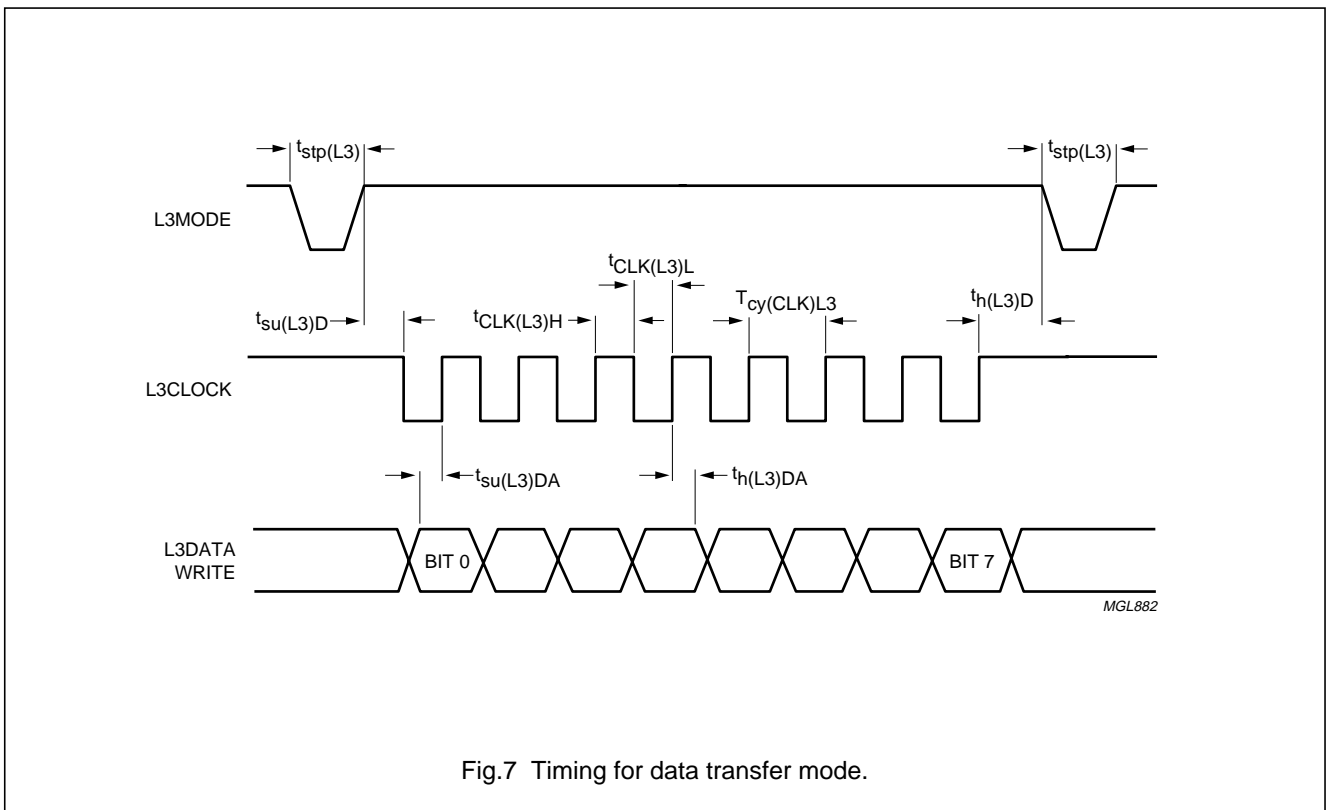 tstp(L3)
tstp(L3)
L3MODE
tCLK(L3)L
tsu(L3)D
tCLK(L3)H
Tcy(CLK)L3
th(L3)D
L3CLOCK
tsu(L3)DA
th(L3)DA
L3DATA
WRITE
BIT 0
BIT 7
MGL882
Fig.7 Timing for data transfer mode.